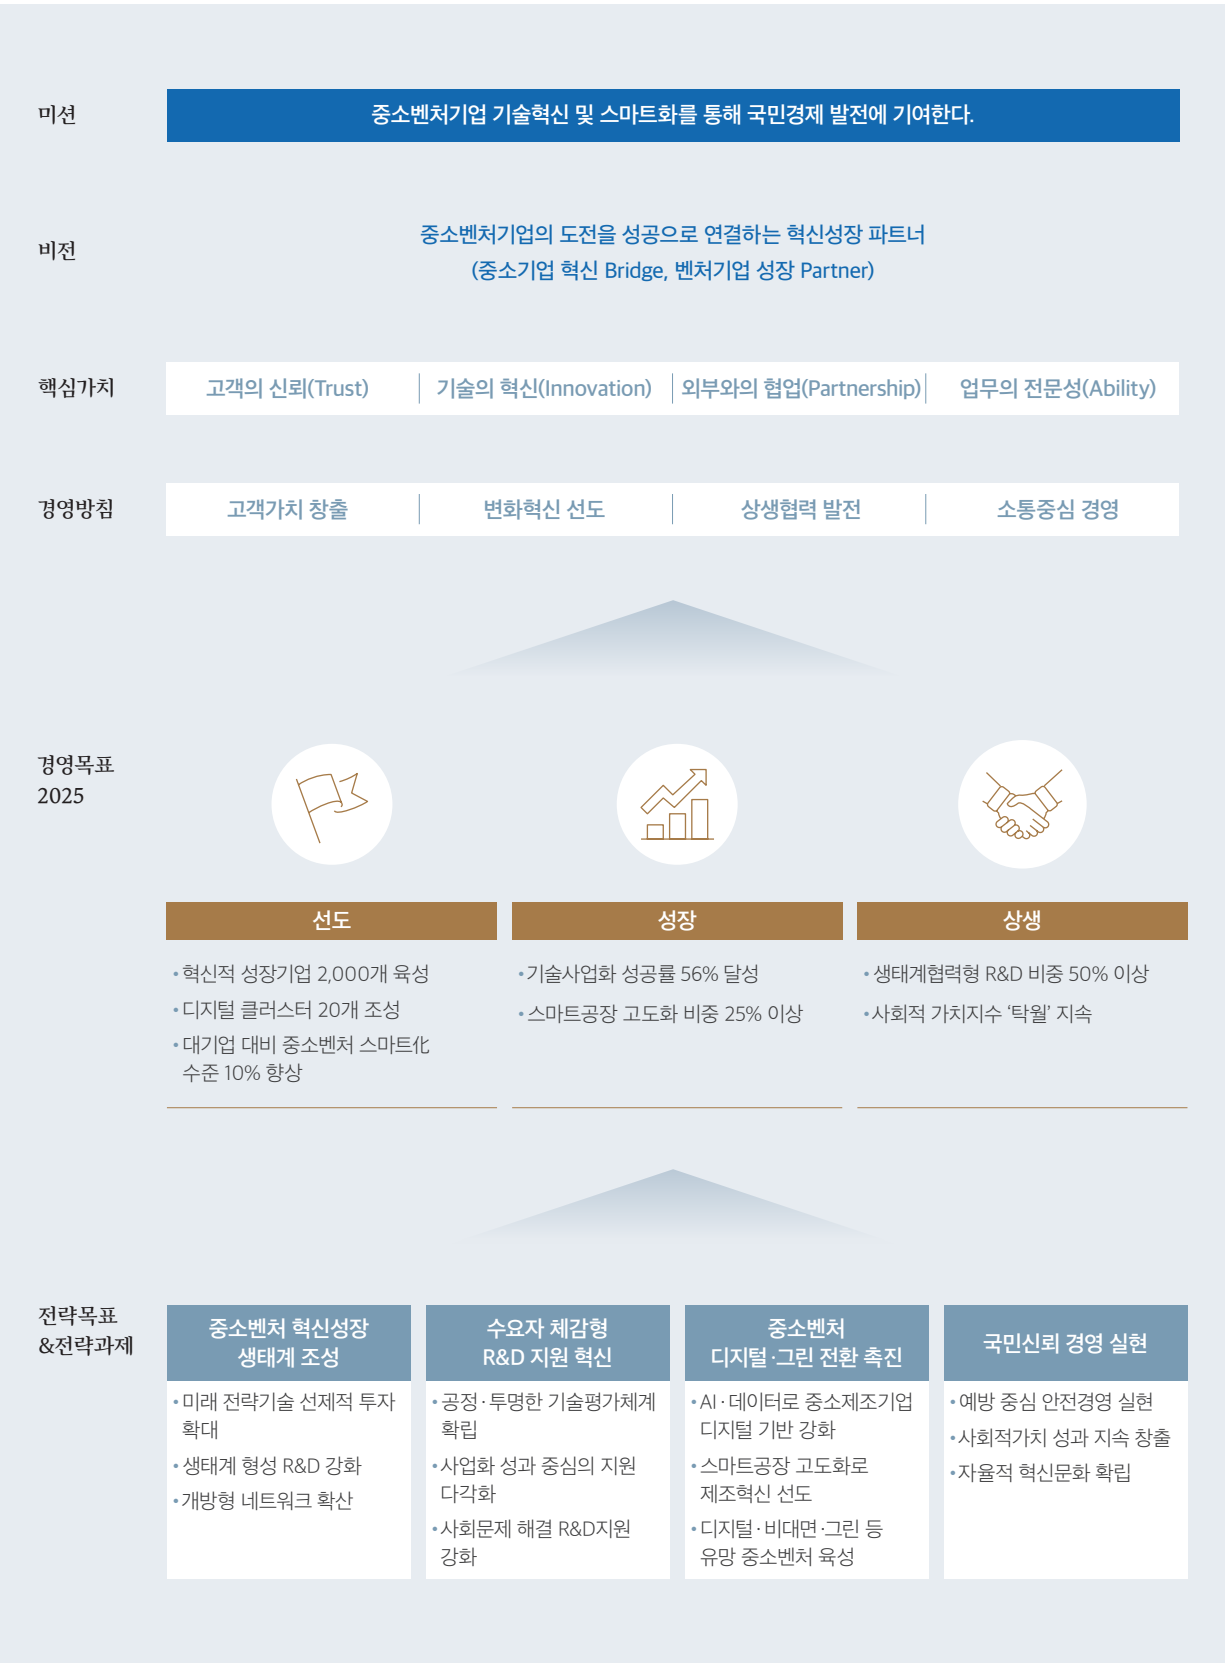 미션
중소벤처기업 기술혁신 및 스마트화를 통해 국민경제 발전에 기여한다.
비전
중소벤처기업의 도전을 성공으로 연결하는 혁신성장 파트너
(중소기업 혁신 Bridge, 벤처기업 성장 Partner)
핵심가치
고객의 신뢰(Trust)
기술의 혁신(Innovation)
외부와의 협업(Partnership)
업무의 전문성(Ability)
경영방침
고객가치 창출
변화혁신 선도
상생협력 발전
소통중심 경영
경영목표
2025
선도
•혁신적 성장기업 2,000개 육성
•디지털 클러스터 20개 조성
•대기업 대비 중소벤처 스마트化
수준 10% 향상
성장
•기술사업화 성공률 56% 달성
•스마트공장 고도화 비중 25% 이상
상생
•생태계협력형 R&D 비중 50% 이상
•사회적 가치지수 ‘탁월’ 지속
전략목표
&전략과제
중소벤처 혁신성장
생태계 조성
•미래 전략기술 선제적 투자
확대
•생태계 형성 R&D 강화
•개방형 네트워크 확산
수요자 체감형
R&D 지원 혁신
•공정·투명한 기술평가체계
확립
•사업화 성과 중심의 지원
다각화
•사회문제 해결 R&D지원
강화
중소벤처
디지털·그린 전환 촉진
•AI·데이터로 중소제조기업
디지털 기반 강화
•스마트공장 고도화로
제조혁신 선도
•디지털·비대면·그린 등
유망 중소벤처 육성
국민신뢰 경영 실현
•예방 중심 안전경영 실현
•사회적가치 성과 지속 창출
•자율적 혁신문화 확립